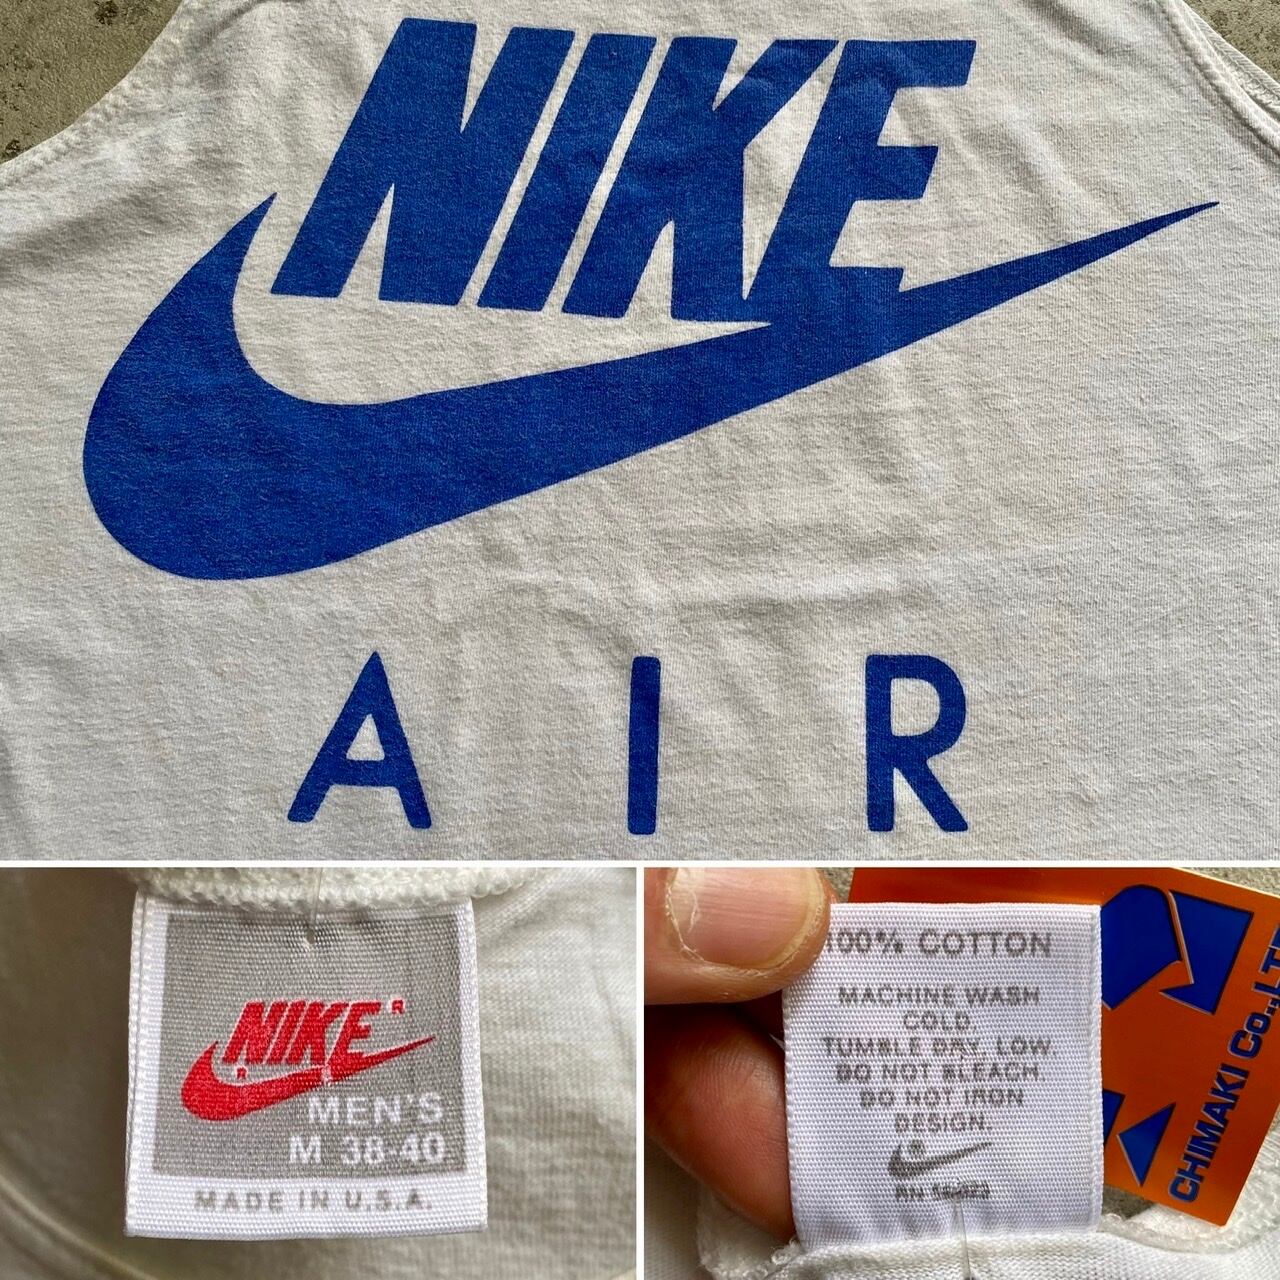 NIKE
A I R
NIKE R
MEN'S
M 38-40
MADE IN U.S.A.
100% COTTON
MACHINE WASH
COLD.
TUMBLE DRY, LOW.
DO NOT BLEACH.
DO NOT IRON
DESIGN.
RN
CHIMAKI Co.,LT